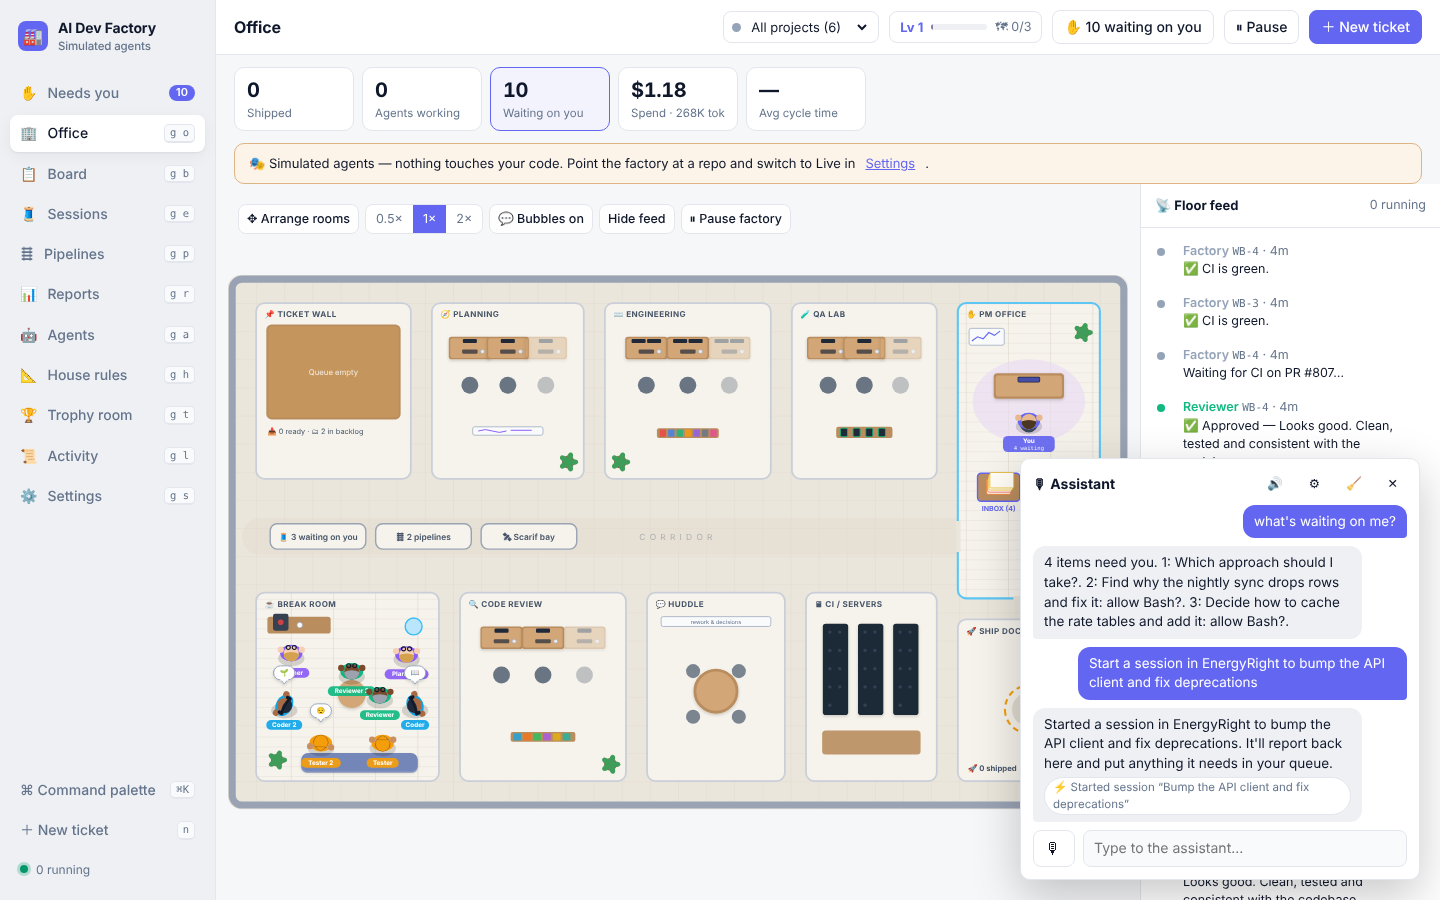 AI Dev Factory
Simulated agents
Needs you 10
Office g o
Board g b
Sessions g e
Pipelines g p
Reports g r
Agents g a
House rules g h
Trophy room g t
Activity g l
Settings g s
⌘ Command palette ⌘K
+ New ticket n
0 running
Office
All projects (6)
Lv 1 0/3
10 waiting on you
Pause
+ New ticket
0
Shipped
0
Agents working
10
Waiting on you
$1.18
Spend · 268K tok
—
Avg cycle time
Simulated agents — nothing touches your code. Point the factory at a repo and switch to Live in Settings .
Arrange rooms
0.5× 1× 2×
Bubbles on
Hide feed
Pause factory
TICKET WALL
Queue empty
0 ready · 2 in backlog
PLANNING
ENGINEERING
QA LAB
PM OFFICE
You
4 waiting
INBOX (4)
3 waiting on you
2 pipelines
Scarif bay
CORRIDOR
BREAK ROOM
Reviewer
Reviewer
Coder 2
Coder
Tester 2
Tester
CODE REVIEW
HUDDLE
rework & decisions
CI / SERVERS
SHIP DOC
0 shipped
Floor feed 0 running
Factory WB-4 · 4m
CI is green.
Factory WB-3 · 4m
CI is green.
Factory WB-4 · 4m
Waiting for CI on PR #807…
Reviewer WB-4 · 4m
Approved — Looks good. Clean,
tested and consistent with the
Assistant
what's waiting on me?
4 items need you. 1: Which approach should I
take?. 2: Find why the nightly sync drops rows
and fix it: allow Bash?. 3: Decide how to cache
the rate tables and add it: allow Bash?.
Start a session in EnergyRight to bump the API
client and fix deprecations
Started a session in EnergyRight to bump the
API client and fix deprecations. It'll report back
here and put anything it needs in your queue.
Started session “Bump the API client and fix
deprecations”
Type to the assistant…
Looks good. Clean, tested and
consistent with the codebase